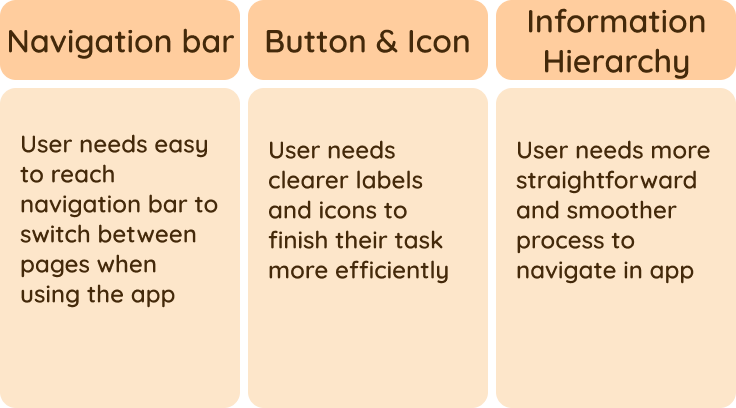 Navigation bar
Button & Icon
Information
Hierarchy
User needs easy
to reach
navigation bar to
switch between
pages when
using the app
User needs
clearer labels
and icons to
finish their task
more efficiently
User needs more
straightforward
and smoother
process to
navigate in app